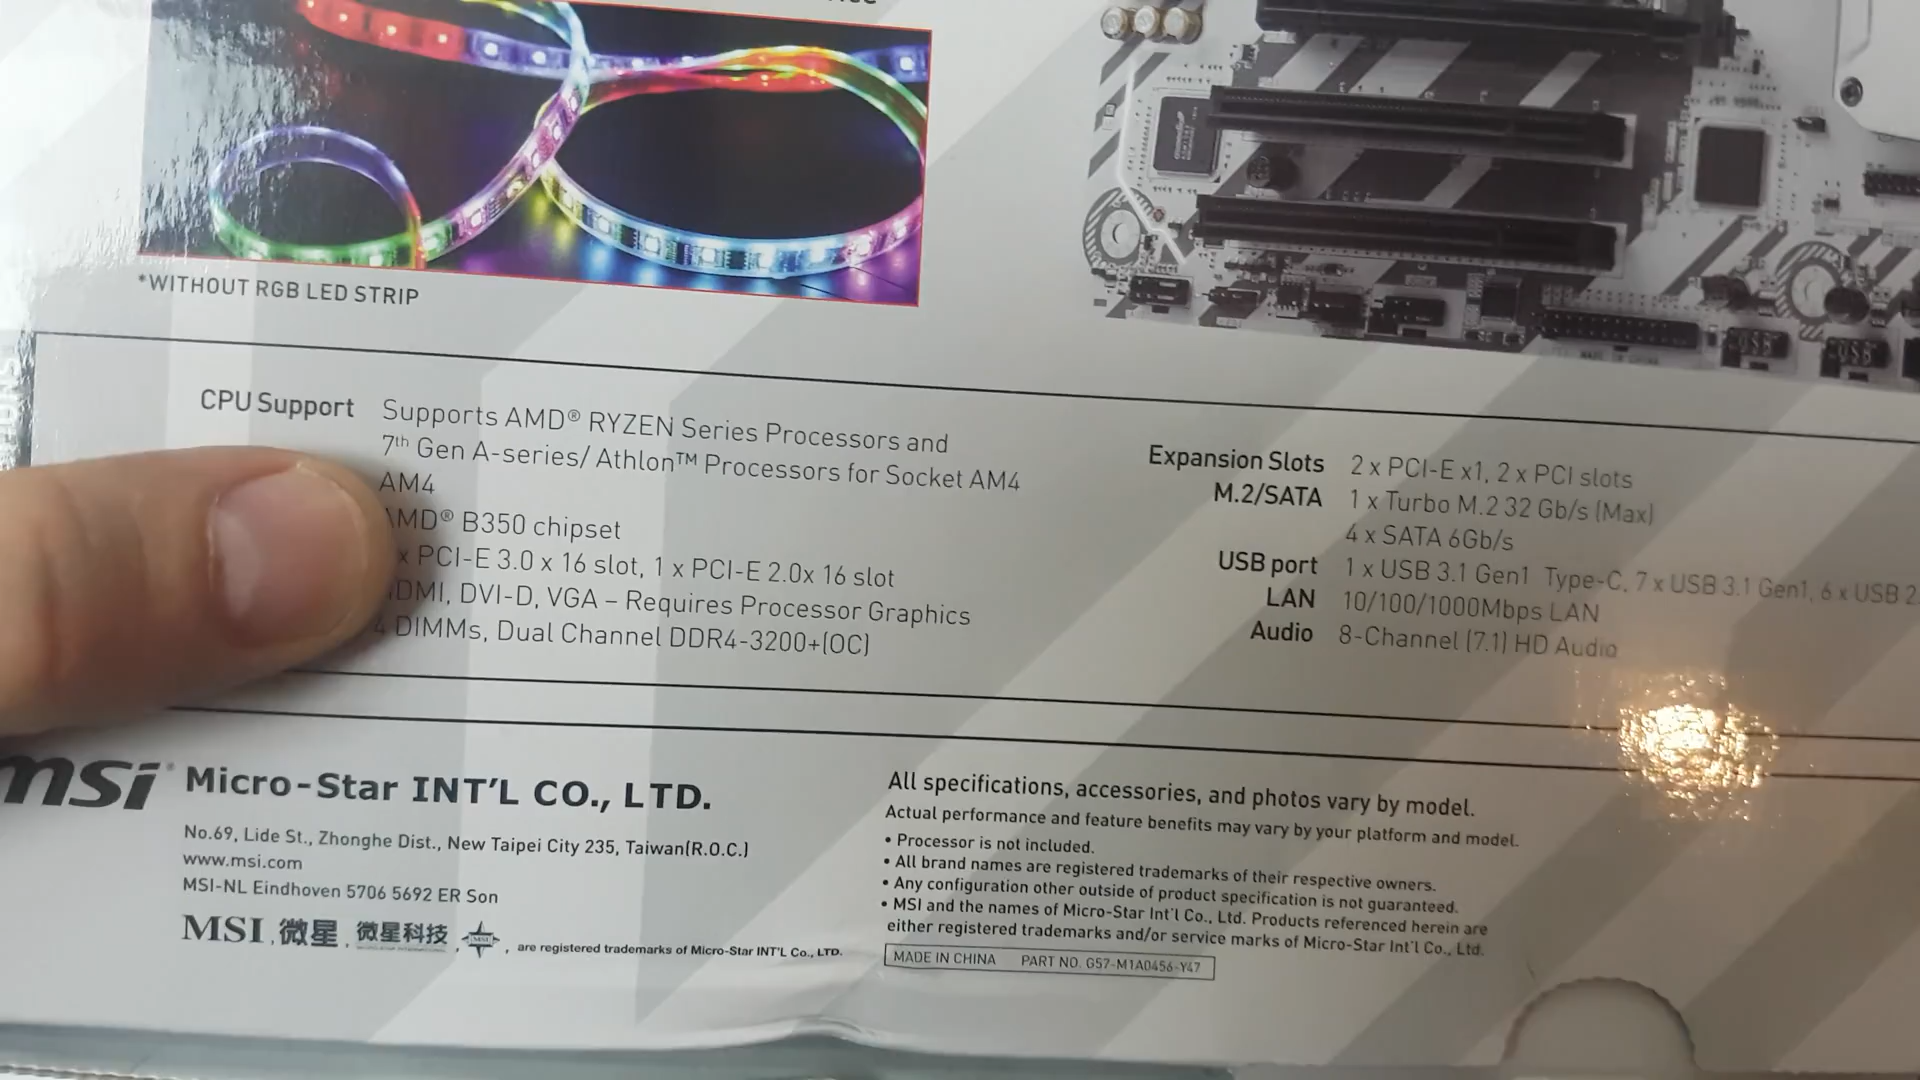 *WITHOUT RGB LED STRIP
CPU Support Supports AMD® RYZEN Series Processors and
7th Gen A-series/ Athlon™ Processors for Socket AM4
AM4
AMD® B350 chipset
x PCI-E 3.0 x 16 slot, 1 x PCI-E 2.0x 16 slot
HDMI, DVI-D, VGA – Requires Processor Graphics
4 DIMMs, Dual Channel DDR4-3200+(OC)
Expansion Slots 2 x PCI-E x1, 2 x PCI slots
M.2/SATA 1 x Turbo M.2 32 Gb/s (Max)
4 x SATA 6Gb/s
USB port 1 x USB 3.1 Gen1 Type-C, 7 x USB 3.1 Gen1, 6 x USB 2.
LAN 10/100/1000Mbps LAN
Audio 8-Channel (7.1) HD Audio
msi Micro-Star INT'L CO., LTD.
No.69, Lide St., Zhonghe Dist., New Taipei City 235, Taiwan(R.O.C.)
www.msi.com
MSI-NL Eindhoven 5706 5692 ER Son
MSI, 微星, 微星科技, MSI, are registered trademarks of Micro-Star INT'L Co., LTD.
All specifications, accessories, and photos vary by model.
Actual performance and feature benefits may vary by your platform and model.
• Processor is not included.
• All brand names are registered trademarks of their respective owners.
• Any configuration other outside of product specification is not guaranteed.
• MSI and the names of Micro-Star Int'l Co., Ltd. Products referenced herein are
either registered trademarks and/or service marks of Micro-Star Int'l Co., Ltd.
MADE IN CHINA PART NO. G57-M1A0456-Y47